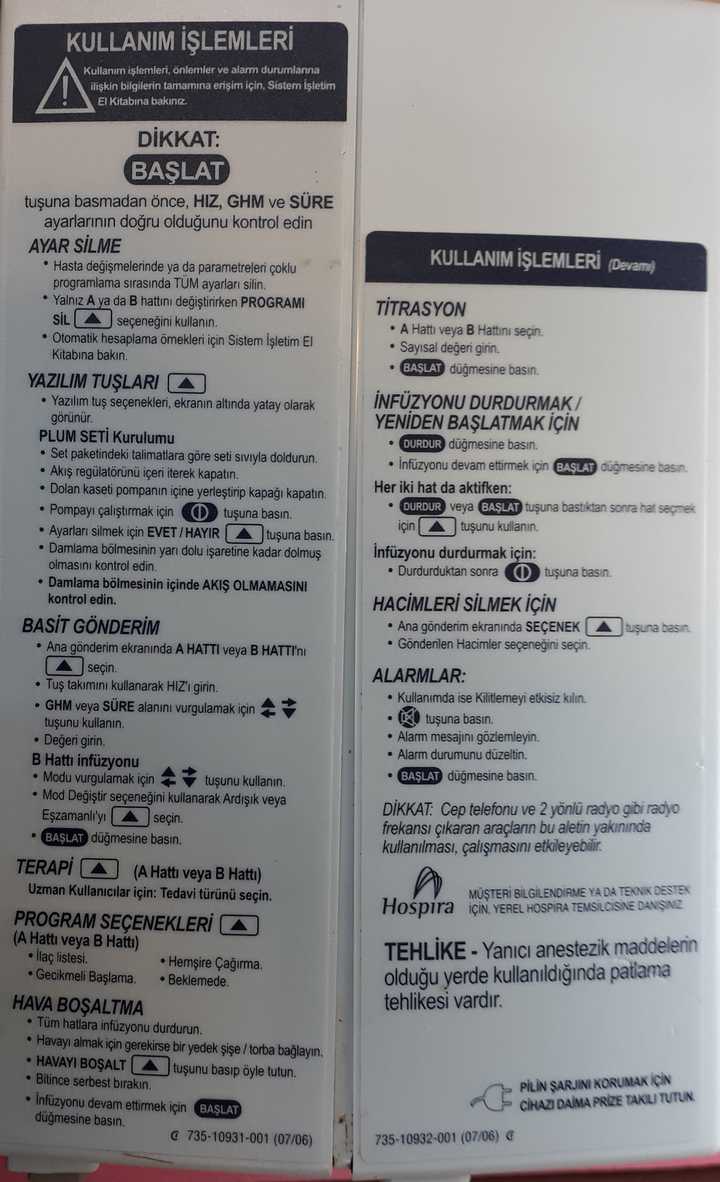 KULLANIM İŞLEMLERİ
Kullanım işlemleri, önlemler ve alarm durumlarına
ilişkin bilgilerin tamamına erişim için, Sistem İşletim
El Kitabına bakınız.
DİKKAT:
BAŞLAT
tuşuna basmadan önce, HIZ, GHM ve SÜRE
ayarlarının doğru olduğunu kontrol edin
AYAR SİLME
• Hasta değişmelerinde ya da parametreleri çoklu
programlama sırasında TÜM ayarları silin.
• Yalnız A ya da B hattını değiştirirken PROGRAMI
SİL seçeneğini kullanın.
• Otomatik hesaplama örnekleri için Sistem İşletim El
Kitabına bakın.
YAZILIM TUŞLARI
• Yazılım tuş seçenekleri, ekranın altında yatay olarak
görünür.
PLUM SETİ Kurulumu
• Set paketindeki talimatlara göre seti sıvıyla doldurun.
• Akış regülatörünü içeri iterek kapatın.
• Dolan kaseti pompanın içine yerleştirip kapağı kapatın.
• Pompayı çalıştırmak için tuşuna basın.
• Ayarları silmek için EVET / HAYIR tuşuna basın.
• Damlama bölmesinin yarı dolu işaretine kadar dolmuş
olmasını kontrol edin.
• Damlama bölmesinin içinde AKIŞ OLMAMASINI
kontrol edin.
BASİT GÖNDERİM
• Ana gönderim ekranında A HATTI veya B HATTI'nı
seçin.
• Tuş takımını kullanarak HIZ'ı girin.
• GHM veya SÜRE alanını vurgulamak için
tuşunu kullanın.
• Değeri girin.
B Hattı infüzyonu
• Modu vurgulamak için tuşunu kullanın.
• Mod Değiştir seçeneğini kullanarak Ardışık veya
Eşzamanlı'yı seçin.
• BAŞLAT düğmesine basın.
TERAPİ (A Hattı veya B Hattı)
Uzman Kullanıcılar için: Tedavi türünü seçin.
PROGRAM SEÇENEKLERİ
(A Hattı veya B Hattı)
• İlaç listesi. • Hemşire Çağırma.
• Gecikmeli Başlama. • Beklemede.
HAVA BOŞALTMA
• Tüm hatlara infüzyonu durdurun.
• Havayı almak için gerekirse bir yedek şişe / torba bağlayın.
• HAVAYI BOŞALT tuşunu basıp öyle tutun.
• Bitince serbest bırakın.
• İnfüzyonu devam ettirmek için BAŞLAT
düğmesine basın.
735-10931-001 (07/06)
KULLANIM İŞLEMLERİ (Devamı)
TİTRASYON
• A Hattı veya B Hattını seçin.
• Sayısal değeri girin.
• BAŞLAT düğmesine basın.
İNFÜZYONU DURDURMAK /
YENİDEN BAŞLATMAK İÇİN
• DURDUR düğmesine basın.
• İnfüzyonu devam ettirmek için BAŞLAT düğmesine basın.
Her iki hat da aktifken:
• DURDUR veya BAŞLAT tuşuna bastıktan sonra hat seçmek
için tuşunu kullanın.
İnfüzyonu durdurmak için:
• Durdurduktan sonra tuşuna basın.
HACİMLERİ SİLMEK İÇİN
• Ana gönderim ekranında SEÇENEK tuşuna basın.
• Gönderilen Hacimler seçeneğini seçin.
ALARMLAR:
• Kullanımda ise Kilitlemeyi etkisiz kılın.
• tuşuna basın.
• Alarm mesajını gözlemleyin.
• Alarm durumunu düzeltin.
• BAŞLAT düğmesine basın.
DİKKAT: Cep telefonu ve 2 yönlü radyo gibi radyo
frekansı çıkaran araçların bu aletin yakınında
kullanılması, çalışmasını etkileyebilir.
Hospira
MÜŞTERİ BİLGİLENDİRME YA DA TEKNİK DESTEK
İÇİN, YEREL HOSPIRA TEMSİLCİSİNE DANIŞINIZ
TEHLİKE - Yanıcı anestezik maddelerin
olduğu yerde kullanıldığında patlama
tehlikesi vardır.
PİLİN ŞARJINI KORUMAK İÇİN
CİHAZI DAİMA PRİZE TAKILI TUTUN.
735-10932-001 (07/06)